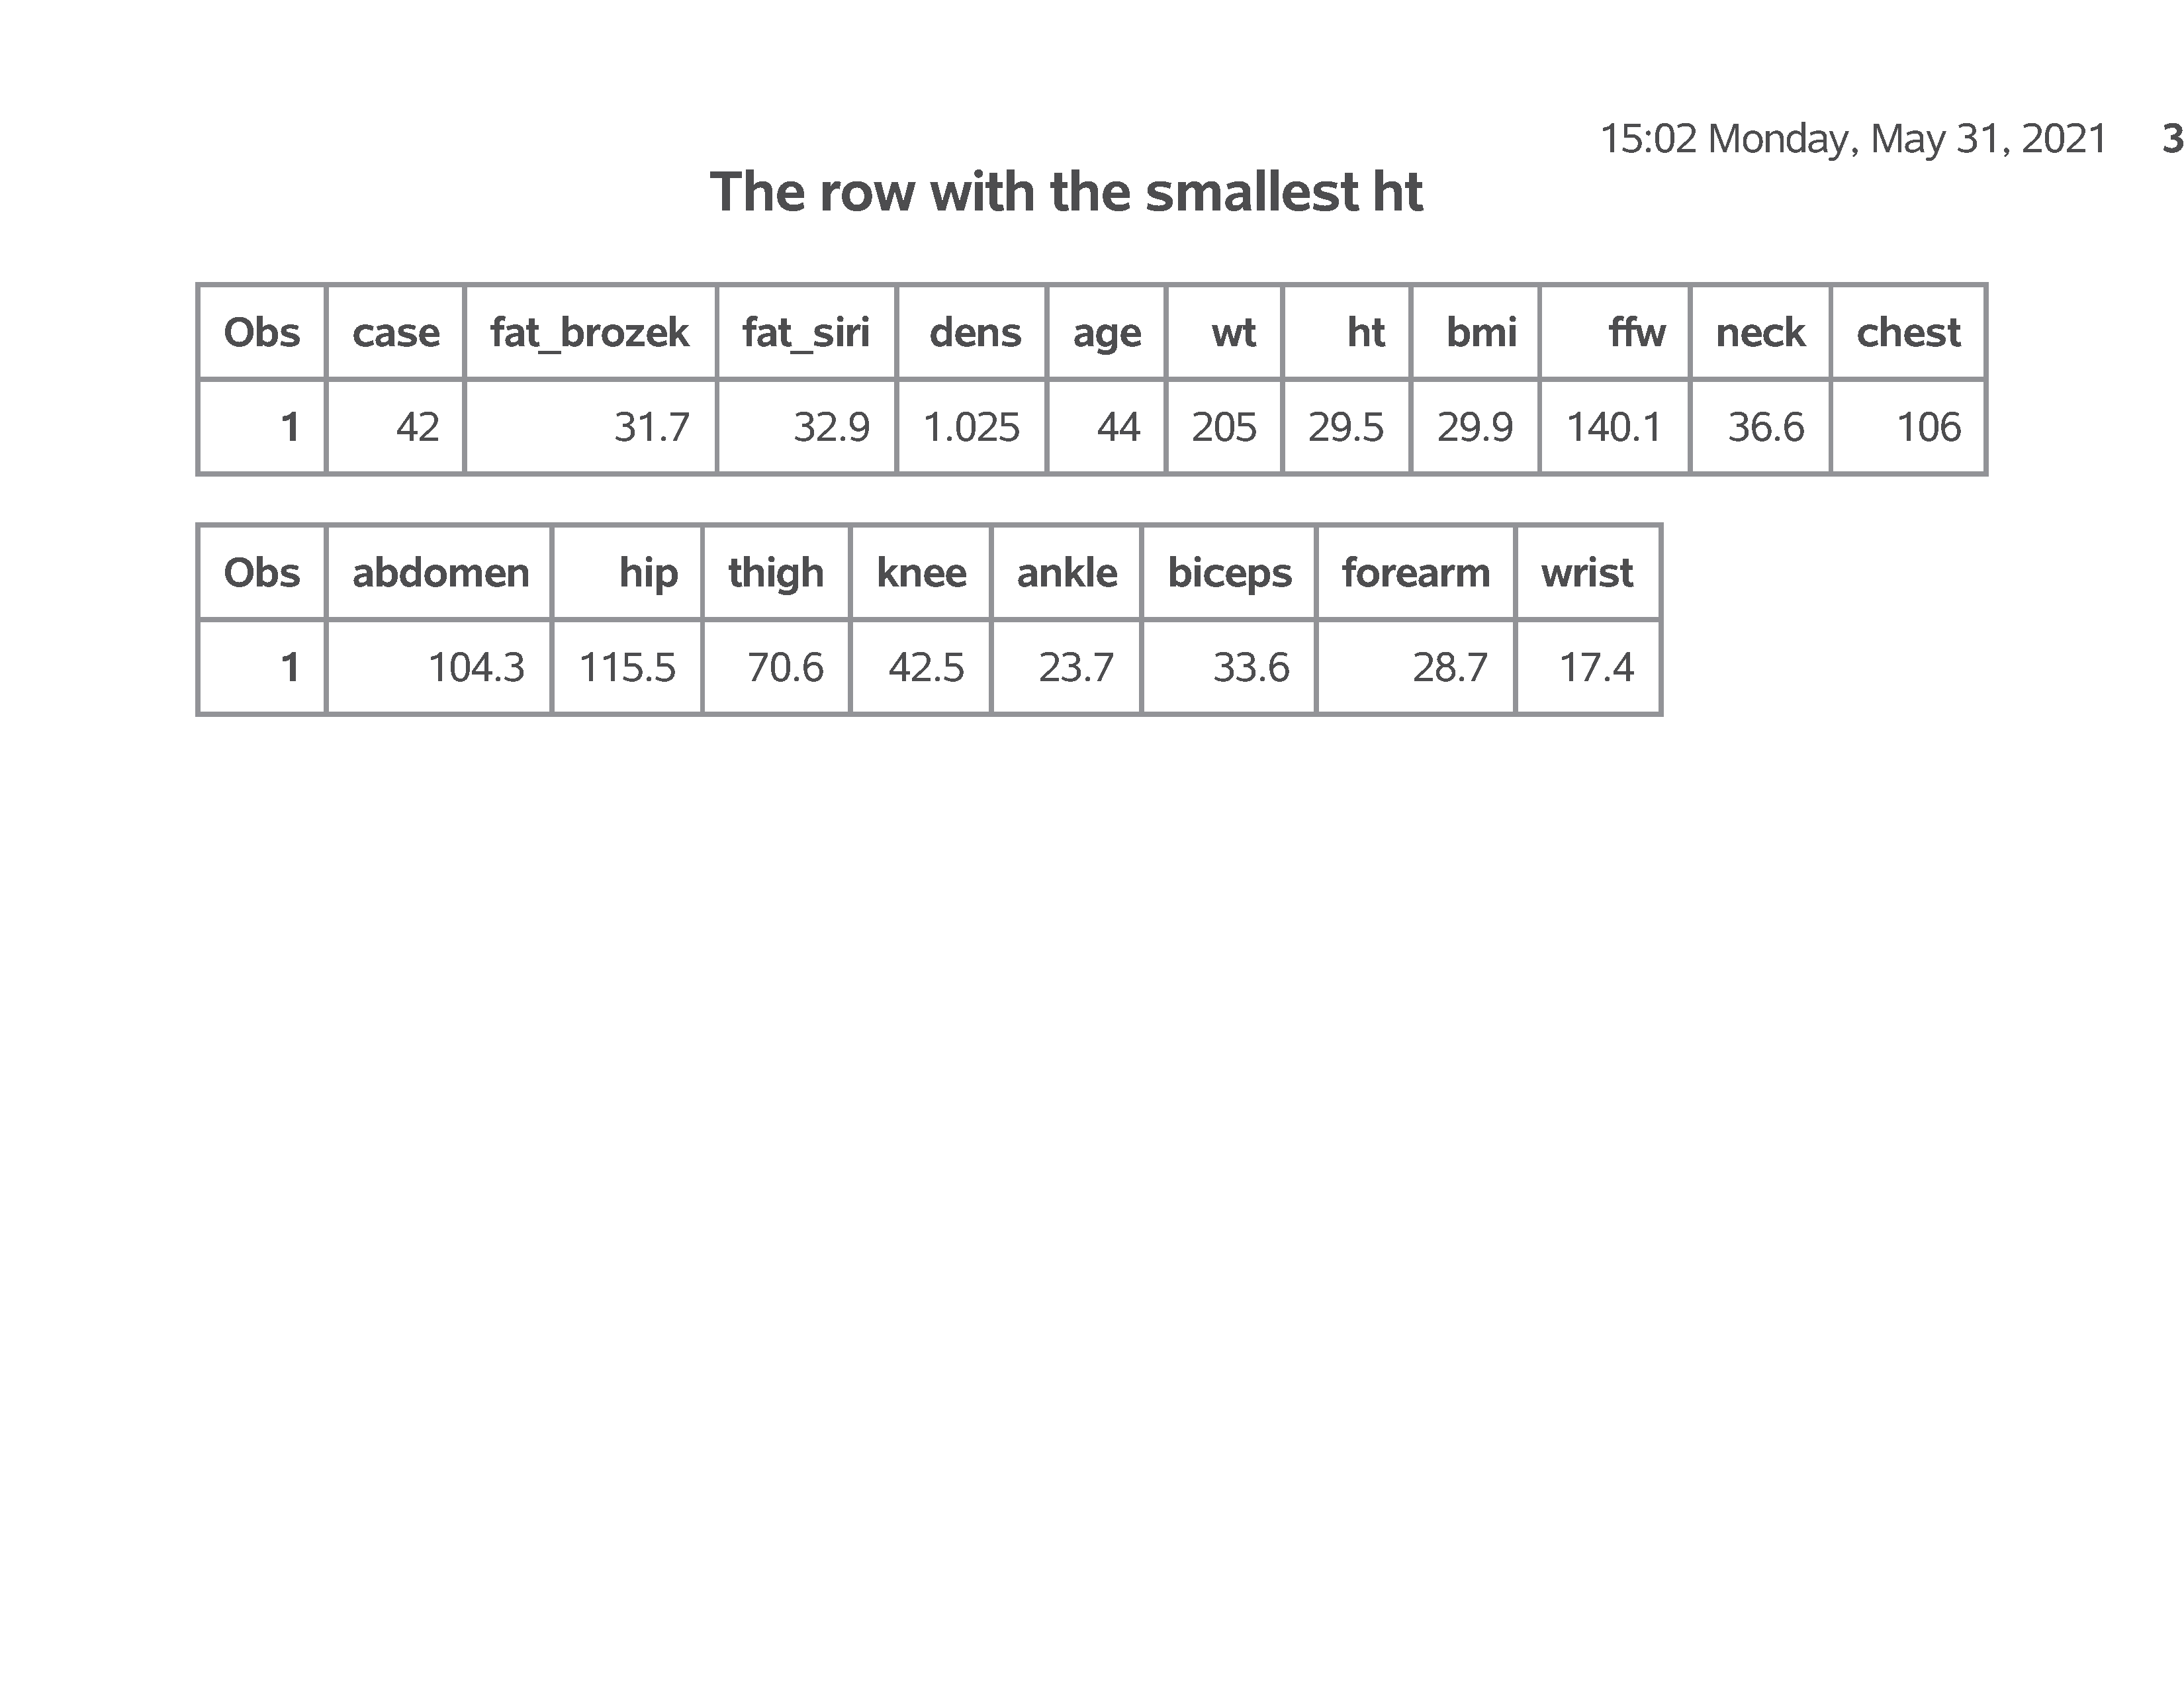 15:02 Monday, May 31, 2021 3
The row with the smallest ht
Obs case fat_brozek fat_siri dens age wt ht bmi ffw neck chest
1 42 31.7 32.9 1.025 44 205 29.5 29.9 140.1 36.6 106
Obs abdomen hip thigh knee ankle biceps forearm wrist
1 104.3 115.5 70.6 42.5 23.7 33.6 28.7 17.4